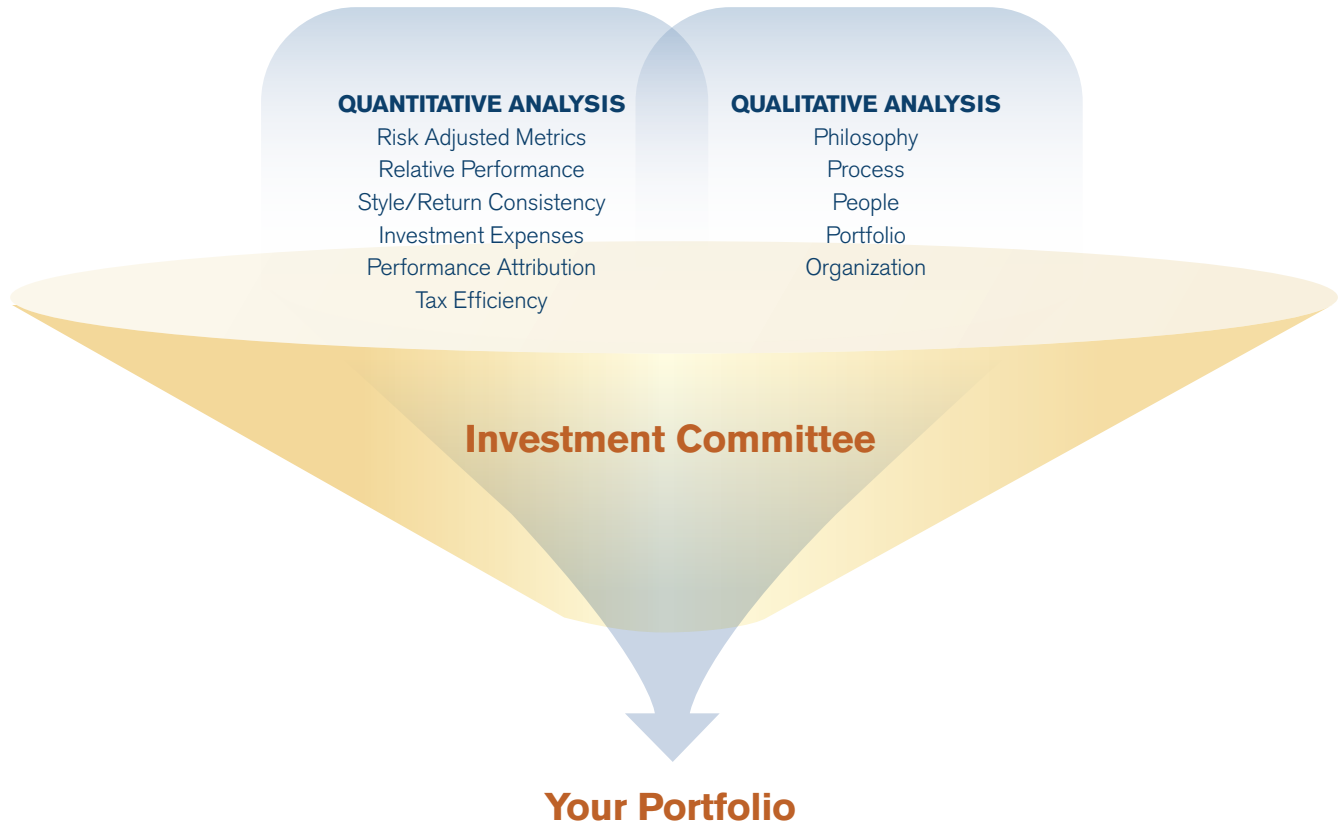 QUANTITATIVE ANALYSIS
Risk Adjusted Metrics
Relative Performance
Style/Return Consistency
Investment Expenses
Performance Attribution
Tax Efficiency
QUALITATIVE ANALYSIS
Philosophy
Process
People
Portfolio
Organization
Investment Committee
Your Portfolio